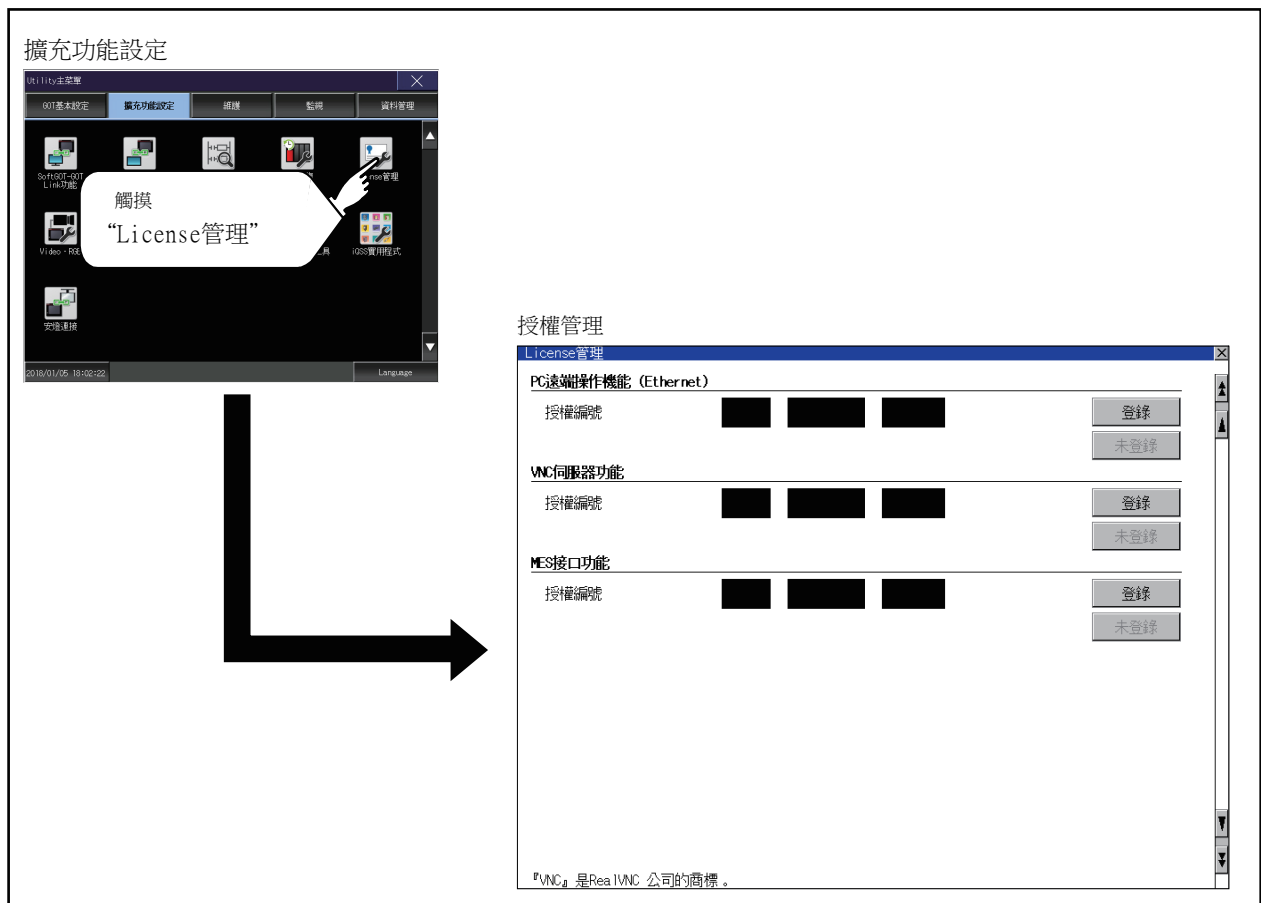 擴充功能設定
Utility主菜單
GOT基本設定 擴充功能設定 維護 監視 資料管理
SoftGOT-GOT
Link功能
nse管理
觸摸
“License管理”
Video・RGB
具
iQSS實用程式
安燈連接
2018/01/05 18:02:22 Language
授權管理
License管理
PC遠端操作機能 (Ethernet)
授權編號 登錄
未登錄
VNC伺服器功能
授權編號 登錄
未登錄
MES接口功能
授權編號 登錄
未登錄
『VNC』是RealVNC 公司的商標。